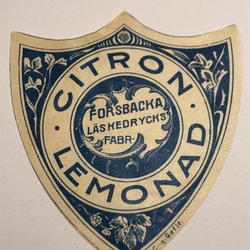 · CITRON ·
FORSBACKA
LÄSKEDRYCKS
FABR.
LEMONAD